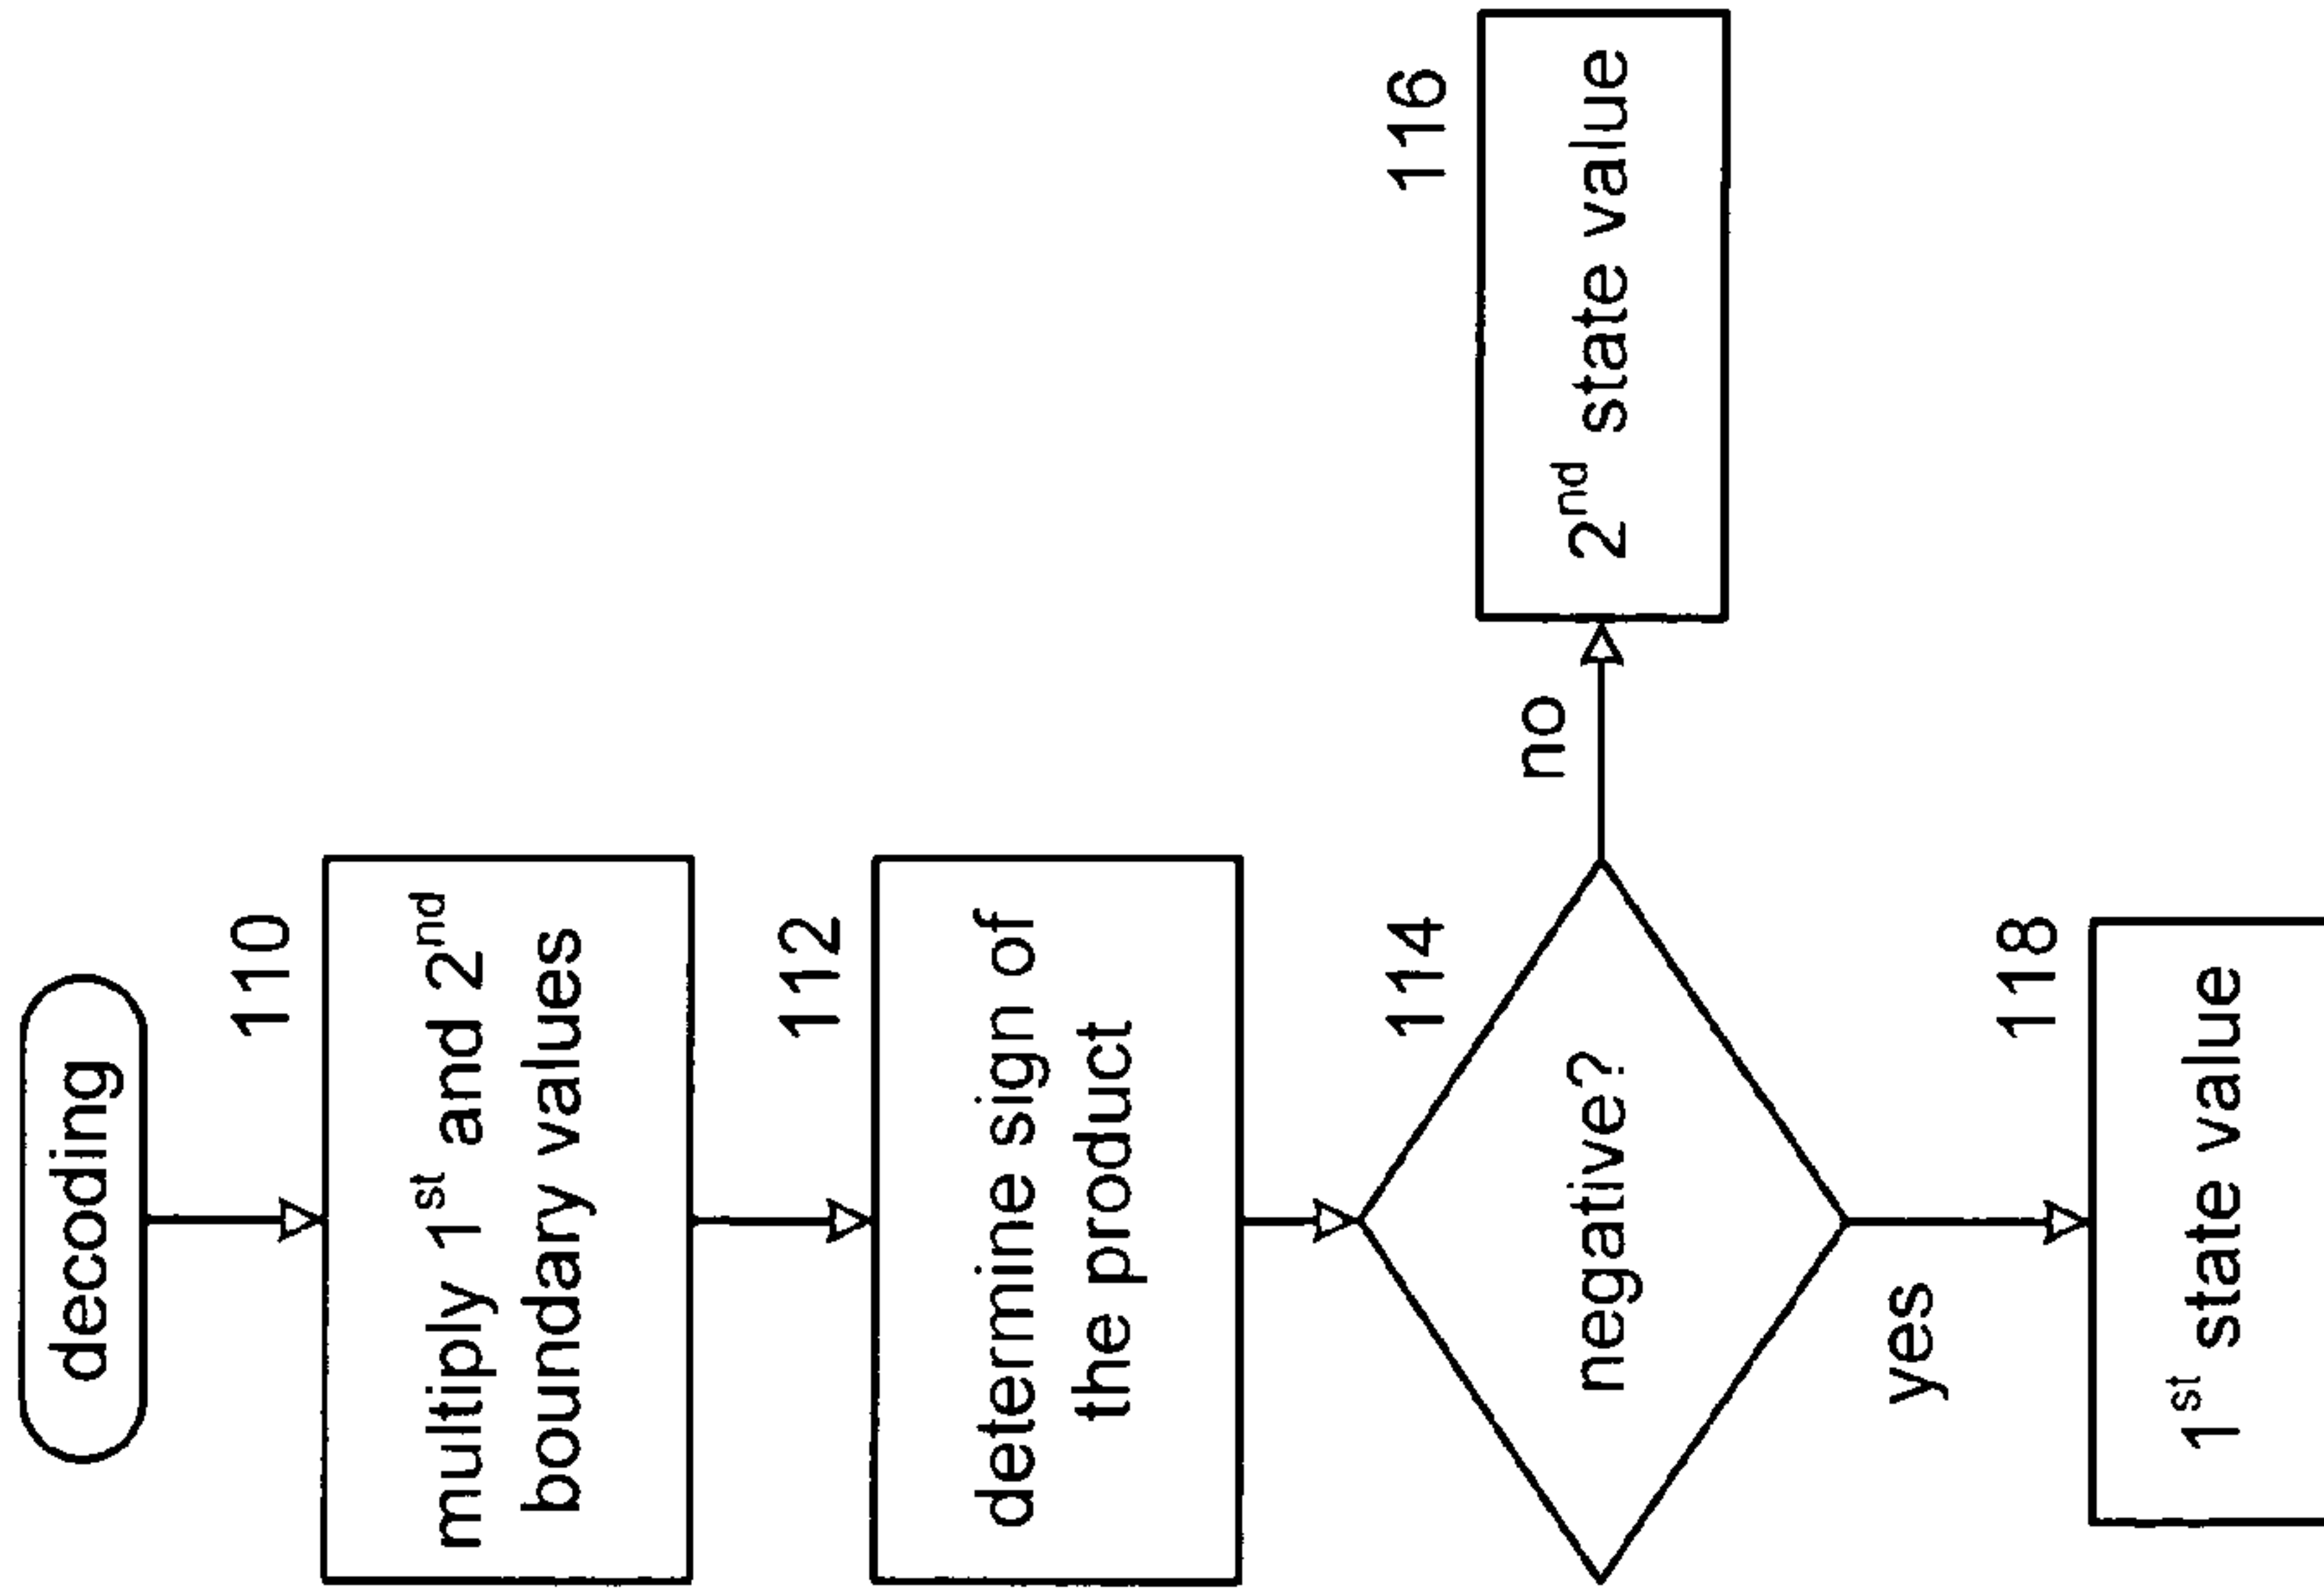 decoding
110
multiply 1st and 2nd
boundary values
112
determine sign of
the product
114
negative?
no
116
2nd state value
yes
118
1st state value